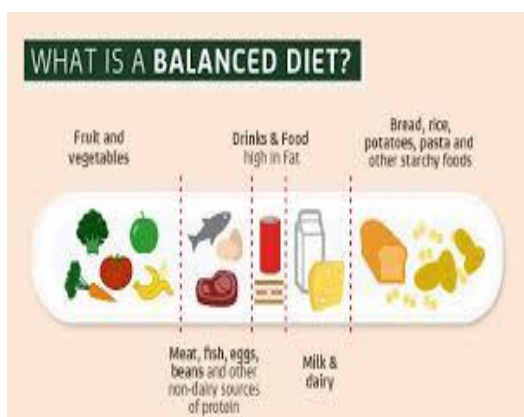 WHAT IS A BALANCED DIET?
Fruit and
vegetables
Drinks & Food
high in Fat
Bread, rice,
potatoes, pasta and
other starchy foods
Meat, fish, eggs,
beans and other
non-dairy sources
of protein
Milk &
dairy